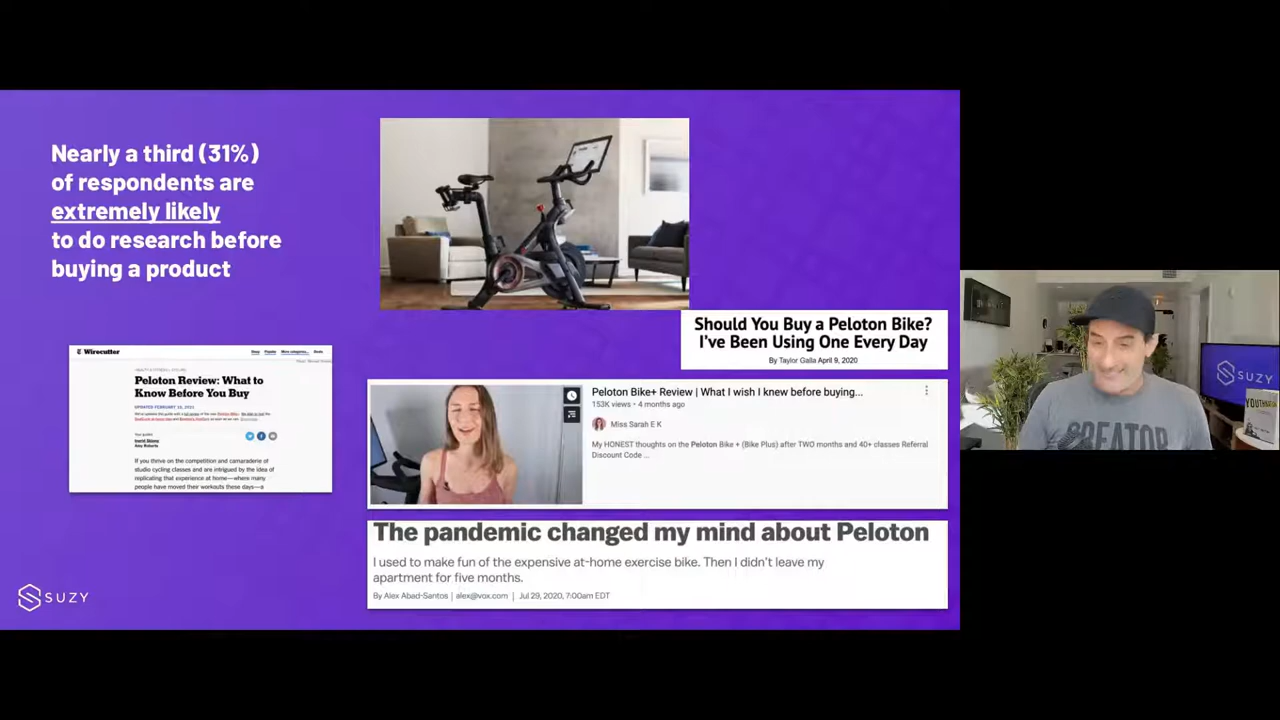 Nearly a third (31%)
of respondents are
extremely likely
to do research before
buying a product
Wirecutter
Peloton Review: What to
Know Before You Buy
UPDATED FEBRUARY 12, 2021
Your guides
If you thrive on the competition and camaraderie of
studio cycling classes and are intrigued by the idea of
replicating that experience at home—where many
people have moved their workouts these days—a
Should You Buy a Peloton Bike?
I've Been Using One Every Day
By Taylor Galla April 9, 2020
Peloton Bike+ Review | What I wish I knew before buying...
153K views • 4 months ago
Miss Sarah E K
My HONEST thoughts on the Peloton Bike + (Bike Plus) after TWO months and 40+ classes Referral
Discount Code ...
The pandemic changed my mind about Peloton
I used to make fun of the expensive at-home exercise bike. Then I didn't leave my
apartment for five months.
By Alex Abad-Santos | alex@vox.com | Jul 29, 2020, 7:00am EDT
SUZY
SUZY
CREATOR